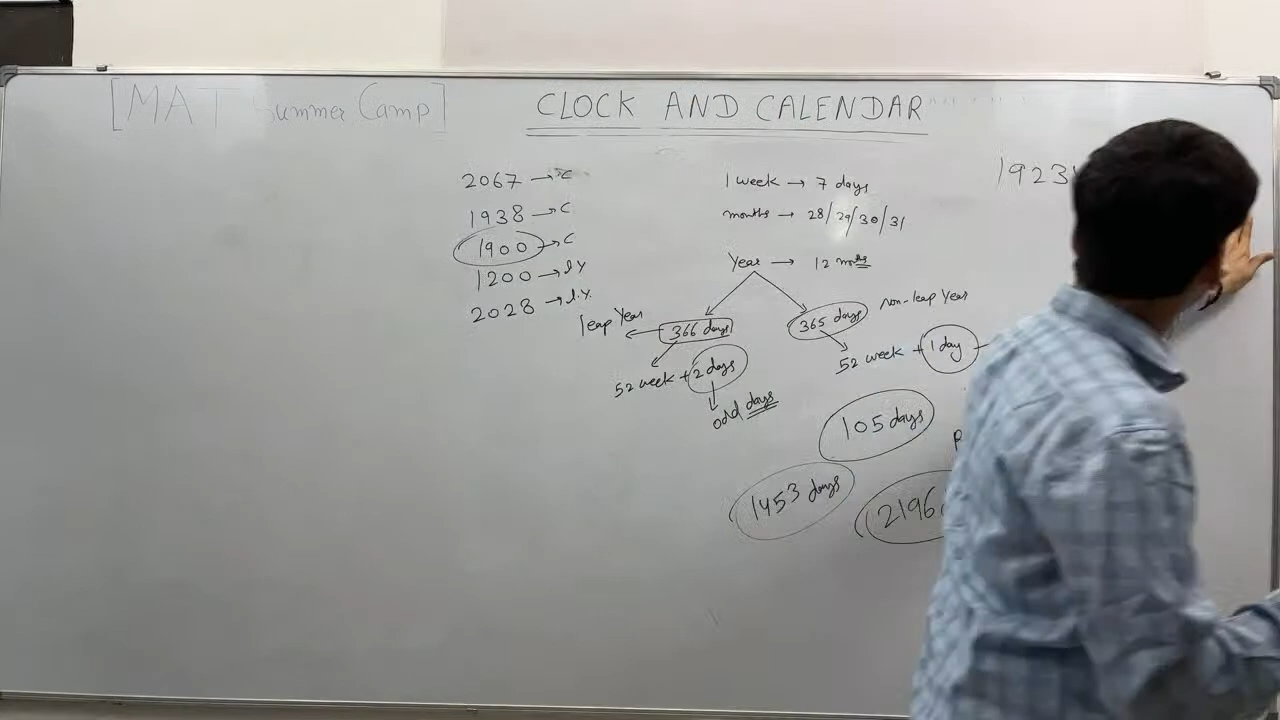 [MAT Summer Camp]
CLOCK AND CALENDAR
2067 → C
1938 → C
1900 → C
1200 → l.Y
2028 → l.Y.
1 week → 7 days
months → 28/29/30/31
Year → 12 months
leap Year
366 days
365 days
non-leap Year
52 week + 2 days
52 week + 1 day
odd days
105 days
1453 days
2196
1923